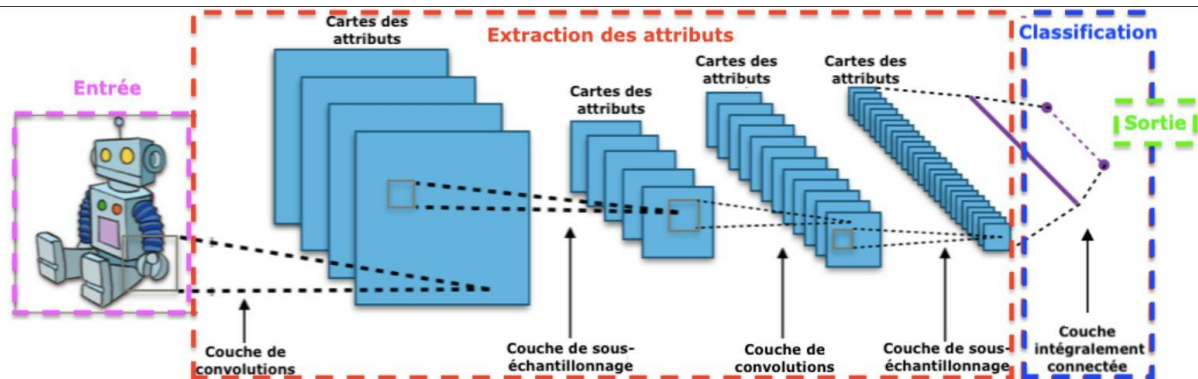 Entrée
Extraction des attributs
Classification
Sortie
Cartes des
attributs
Cartes des
attributs
Cartes des
attributs
Cartes des
attributs
Couche de
convolutions
Couche de sous-
échantillonnage
Couche de
convolutions
Couche de sous-
échantillonnage
Couche
intégralement
connectée